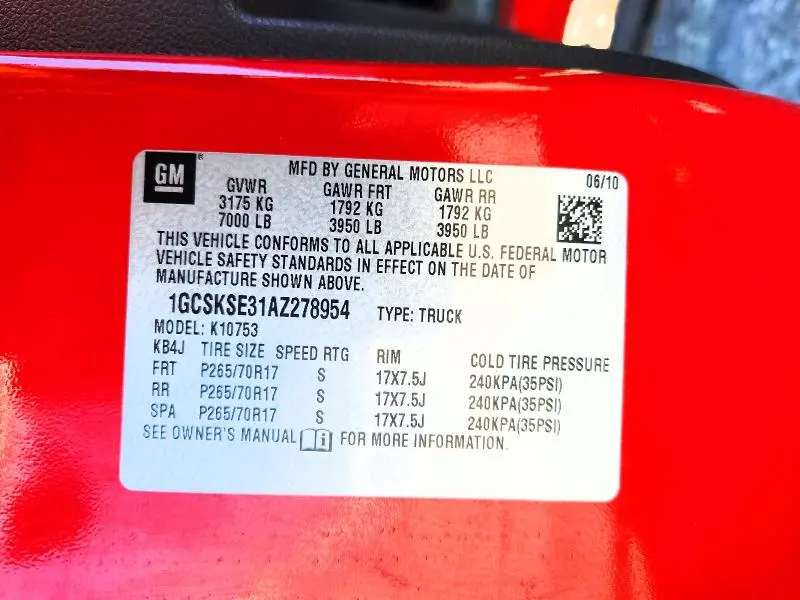 GM®
MFD BY GENERAL MOTORS LLC 06/10
GVWR GAWR FRT GAWR RR
3175 KG 1792 KG 1792 KG
7000 LB 3950 LB 3950 LB
THIS VEHICLE CONFORMS TO ALL APPLICABLE U.S. FEDERAL MOTOR
VEHICLE SAFETY STANDARDS IN EFFECT ON THE DATE OF
MANUFACTURE SHOWN ABOVE.
1GCSKSE31AZ278954 TYPE: TRUCK
MODEL: K10753
KB4J TIRE SIZE SPEED RTG RIM COLD TIRE PRESSURE
FRT P265/70R17 S 17X7.5J 240KPA(35PSI)
RR P265/70R17 S 17X7.5J 240KPA(35PSI)
SPA P265/70R17 S 17X7.5J 240KPA(35PSI)
SEE OWNER'S MANUAL FOR MORE INFORMATION.